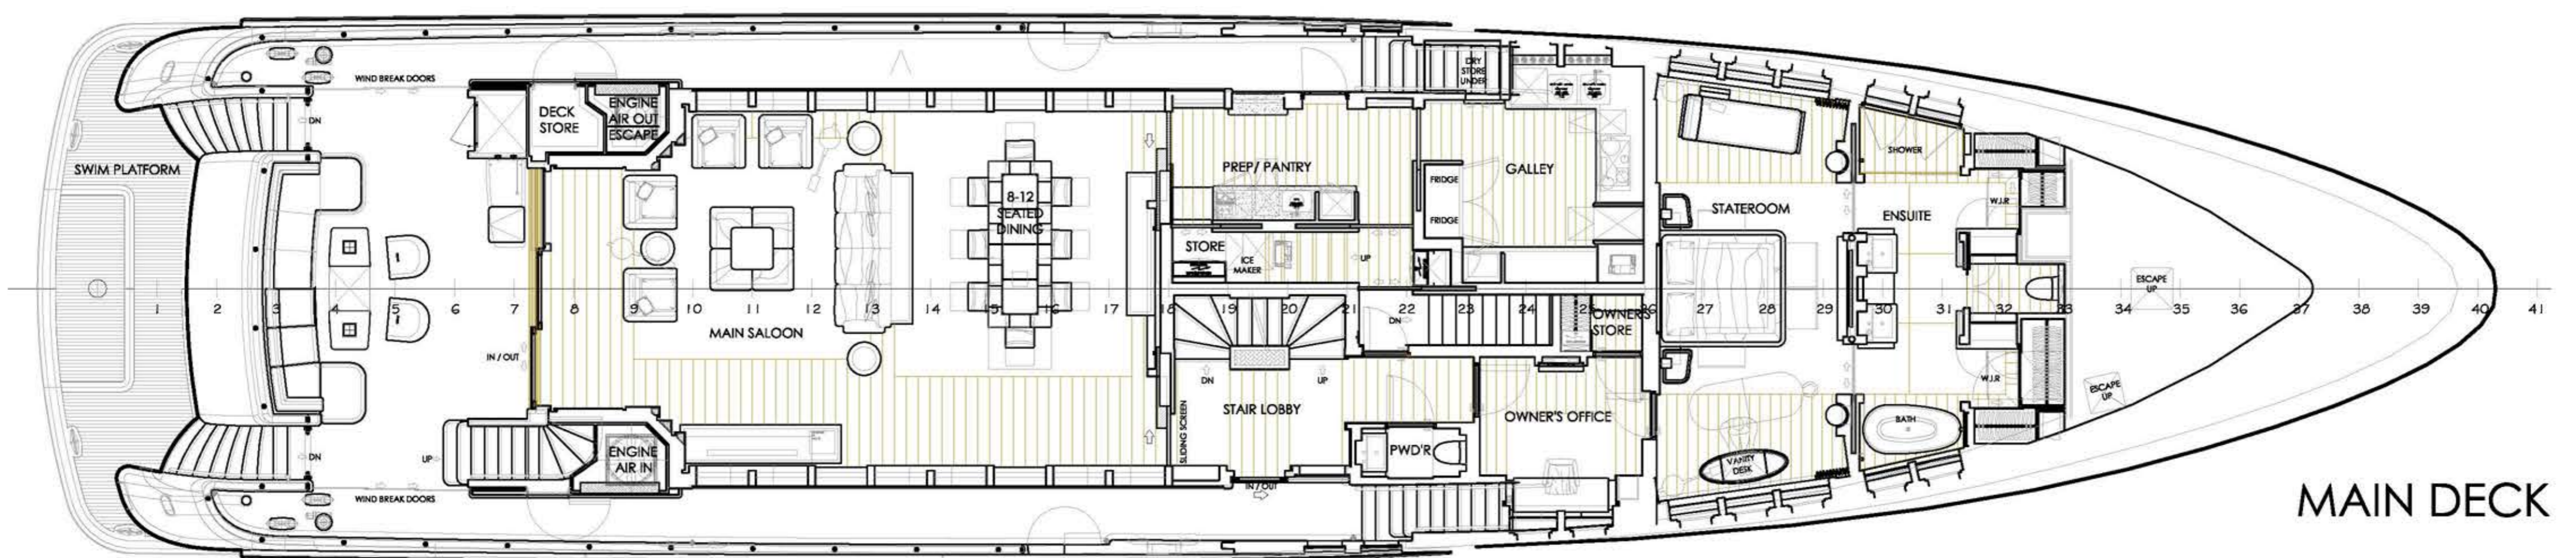 WIND BREAK DOORS
DN
SWIM PLATFORM
DECK
STORE
ENGINE
AIR OUT
ESCAPE
8-12
SEATED
DINING
PREP/ PANTRY
DRY
STORE
UNDER
GALLEY
FRIDGE
FRIDGE
STORE
ICE
MAKER
UP
STATEROOM
SHOWER
ENSUITE
W.I.R
1 2 3 4 5 6 7 8 9 10 11 12 13 14 15 16 17 18 19 20 21 22 23 24 25 26 27 28 29 30 31 32 33 34 35 36 37 38 39 40 41
ESCAPE
UP
MAIN SALOON
IN / OUT
DN
OWNER'S
STORE
DN
UP
W.I.R
ESCAPE
UP
STAIR LOBBY
SLIDING SCREEN
OWNER'S OFFICE
BATH
PWD'R
VANITY
DESK
DN
UP
ENGINE
AIR IN
IN / OUT
WIND BREAK DOORS
MAIN DECK